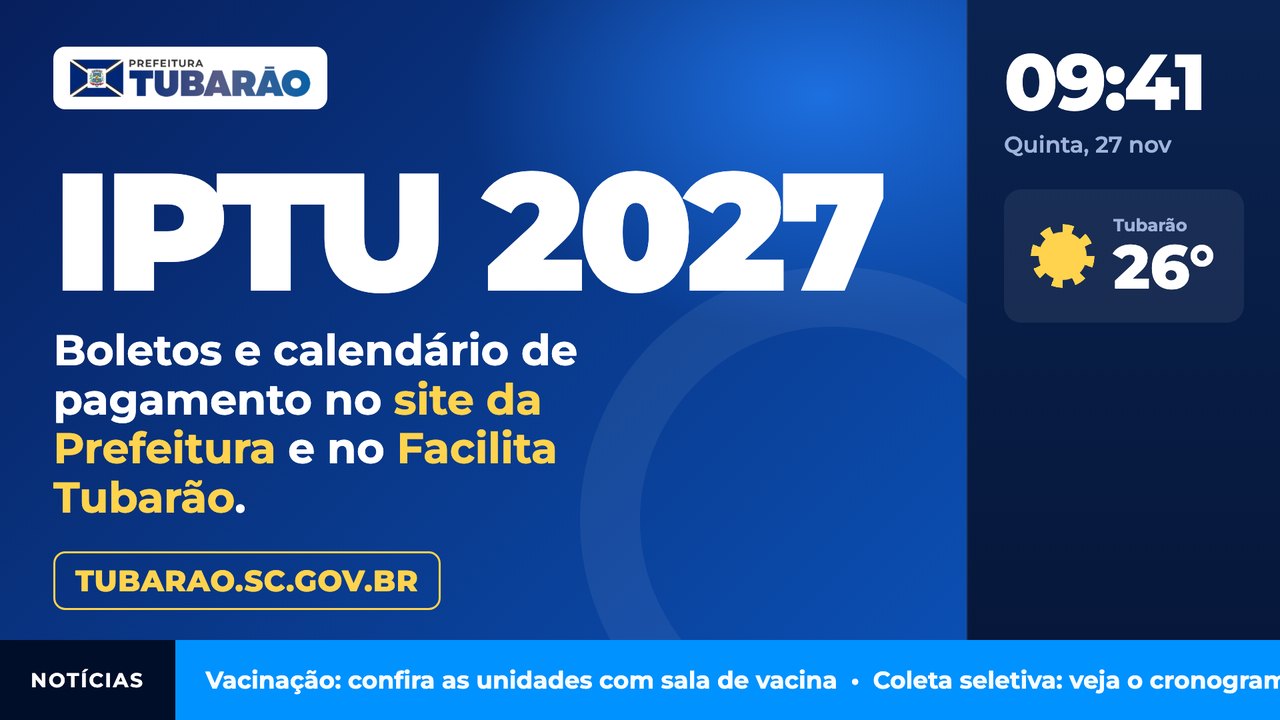 PREFEITURA
TUBARÃO
IPTU 2027
Boletos e calendário de
pagamento no site da
Prefeitura e no Facilita
Tubarão.
TUBARAO.SC.GOV.BR
09:41
Quinta, 27 nov
Tubarão
26°
NOTÍCIAS
Vacinação: confira as unidades com sala de vacina • Coleta seletiva: veja o cronogram